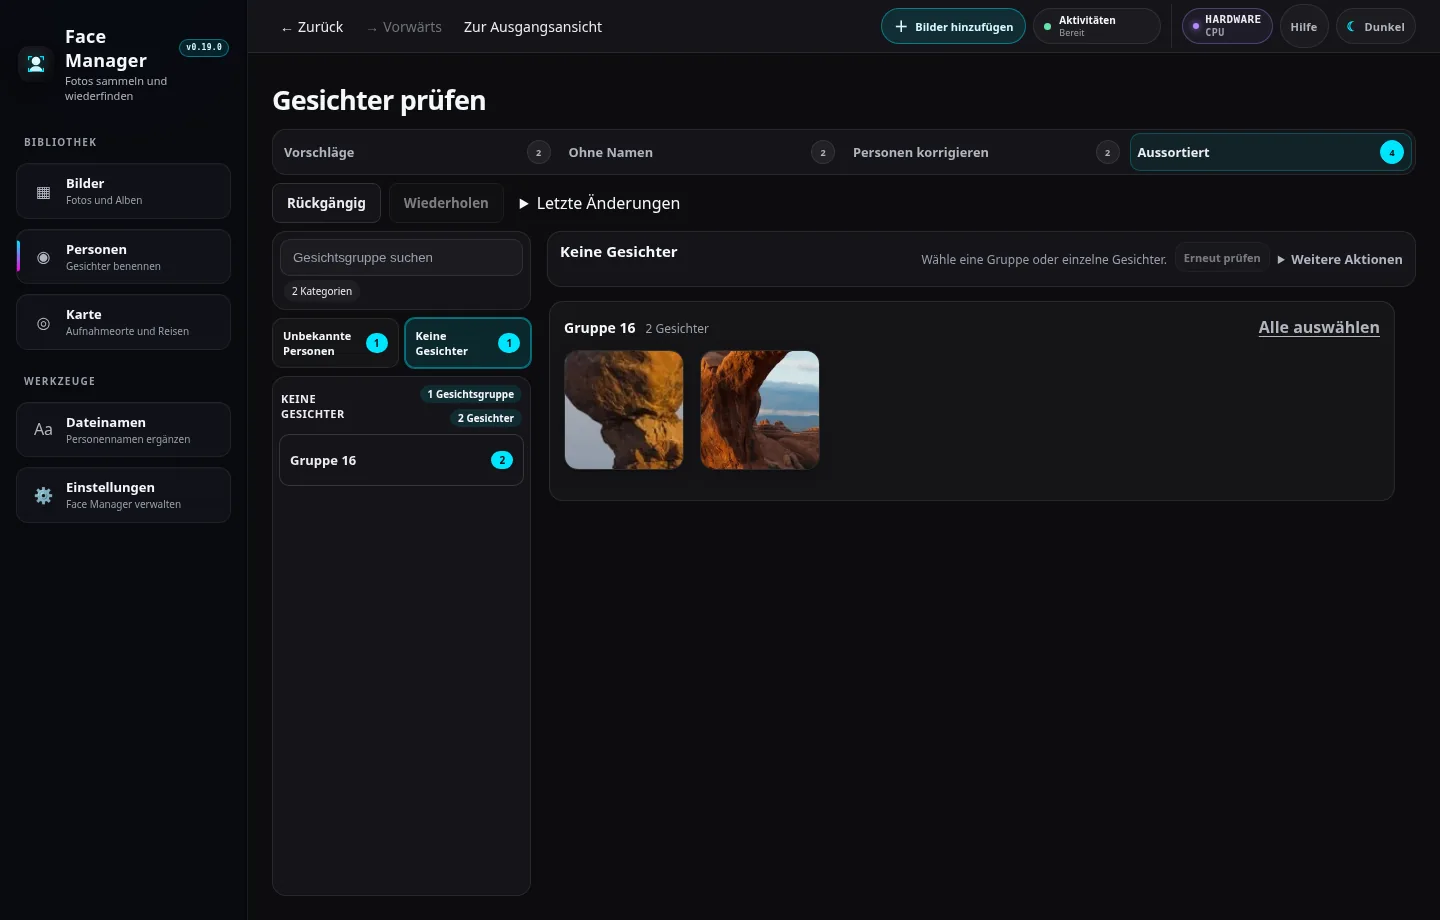 Face
Manager
v0.19.0
Fotos sammeln und
wiederfinden
BIBLIOTHEK
Bilder
Fotos und Alben
Personen
Gesichter benennen
Karte
Aufnahmeorte und Reisen
WERKZEUGE
Aa
Dateinamen
Personennamen ergänzen
Einstellungen
Face Manager verwalten
← Zurück
→ Vorwärts
Zur Ausgangsansicht
+ Bilder hinzufügen
Aktivitäten
Bereit
HARDWARE
CPU
Hilfe
Dunkel
Gesichter prüfen
Vorschläge 2
Ohne Namen 2
Personen korrigieren 2
Aussortiert 4
Rückgängig
Wiederholen
Letzte Änderungen
Gesichtsgruppe suchen
2 Kategorien
Unbekannte
Personen
1
Keine
Gesichter
1
KEINE
GESICHTER
1 Gesichtsgruppe
2 Gesichter
Gruppe 16
2
Keine Gesichter
Wähle eine Gruppe oder einzelne Gesichter.
Erneut prüfen
Weitere Aktionen
Gruppe 16 2 Gesichter
Alle auswählen